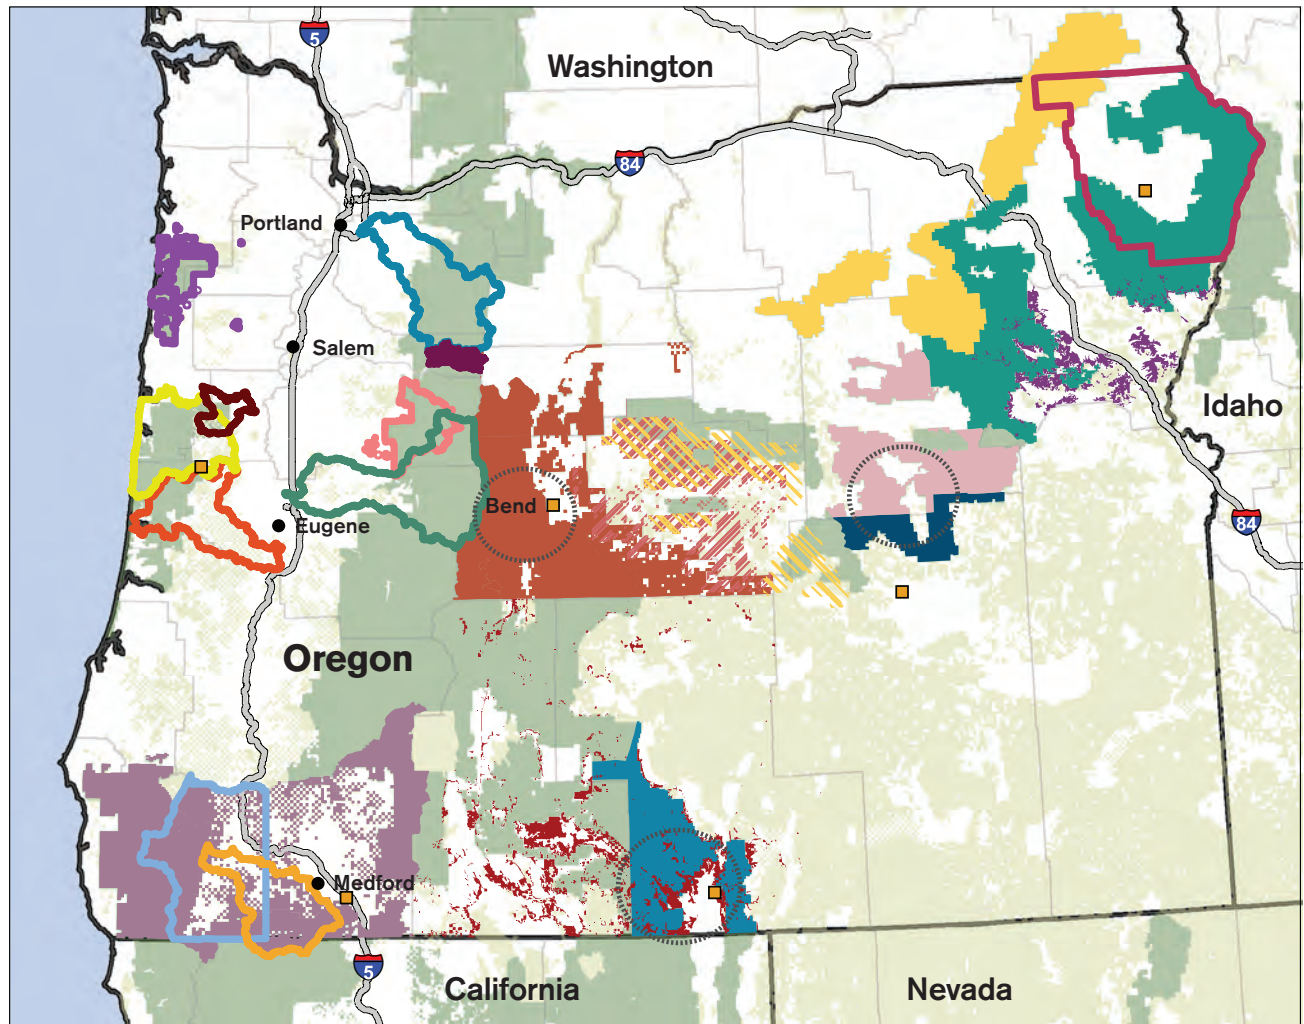 5
Washington
84
Portland
Salem
Idaho
Bend
Eugene
84
Oregon
Medford
5
California
Nevada